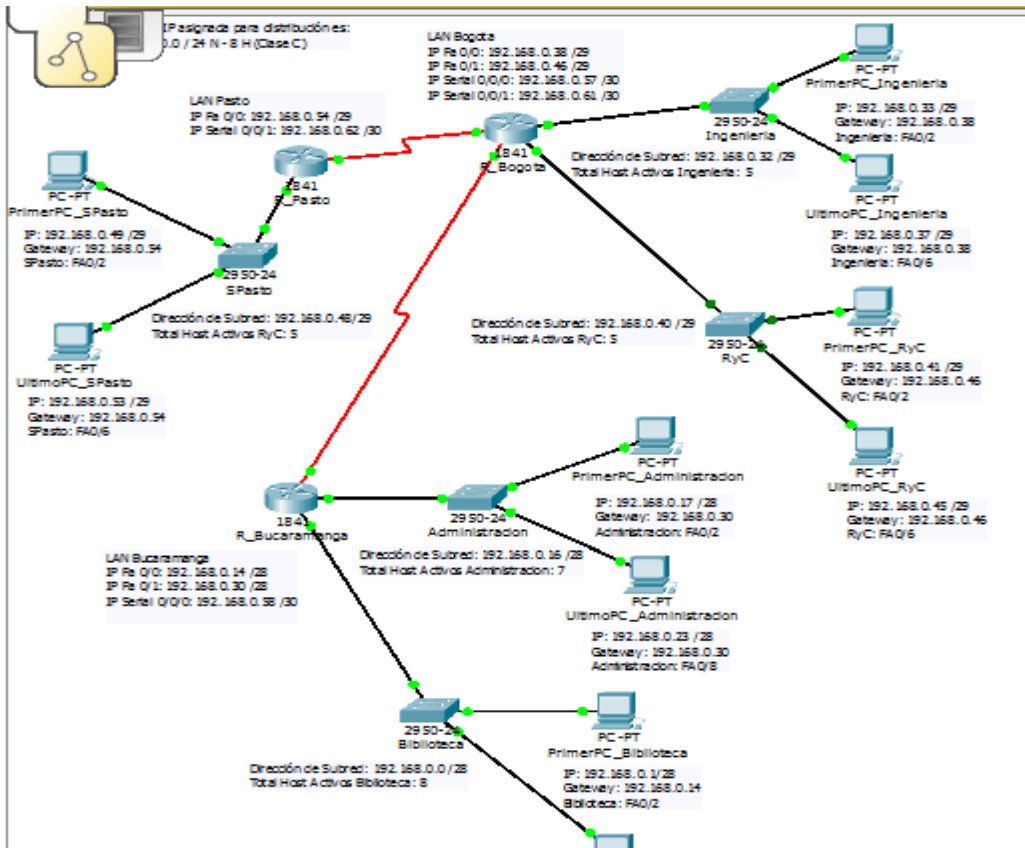 IP asignada para distribución es:
0.0 / 24 N - 8 H (Clase C)
LAN Bogota
IP Fa 0/0: 192.168.0.38 /29
IP Fa 0/1: 192.168.0.46 /29
IP Serial 0/0/0: 192.168.0.57 /30
IP Serial 0/0/1: 192.168.0.61 /30
LAN Pasto
IP Fa 0/0: 192.168.0.54 /29
IP Serial 0/0/1: 192.168.0.62 /30
1841
R_Pasto
1841
R_Bogota
2950-24
Ingenieria
PC-PT
PrimerPC_Ingenieria
IP: 192.168.0.33 /29
Gateway: 192.168.0.38
Ingenieria: FA0/2
Dirección de Subred: 192.168.0.32 /29
Total Host Activos Ingenieria: 5
PC-PT
UltimoPC_Ingenieria
IP: 192.168.0.37 /29
Gateway: 192.168.0.38
Ingenieria: FA0/6
PC-PT
PrimerPC_SPasto
IP: 192.168.0.49 /29
Gateway: 192.168.0.54
SPasto: FA0/2
2950-24
SPasto
Dirección de Subred: 192.168.0.48/29
Total Host Activos RyC: 5
PC-PT
UltimoPC_SPasto
IP: 192.168.0.53 /29
Gateway: 192.168.0.54
SPasto: FA0/6
Dirección de Subred: 192.168.0.40 /29
Total Host Activos RyC: 5
2950-24
RyC
PC-PT
PrimerPC_RyC
IP: 192.168.0.41 /29
Gateway: 192.168.0.46
RyC: FA0/2
PC-PT
UltimoPC_RyC
IP: 192.168.0.45 /29
Gateway: 192.168.0.46
RyC: FA0/6
1841
R_Bucaramanga
LAN Bucaramanga
IP Fa 0/0: 192.168.0.14 /28
IP Fa 0/1: 192.168.0.30 /28
IP Serial 0/0/0: 192.168.0.58 /30
2950-24
Administracion
Dirección de Subred: 192.168.0.16 /28
Total Host Activos Administracion: 7
PC-PT
PrimerPC_Administracion
IP: 192.168.0.17 /28
Gateway: 192.168.0.30
Administracion: FA0/2
PC-PT
UltimoPC_Administracion
IP: 192.168.0.23 /28
Gateway: 192.168.0.30
Administracion: FA0/8
2950-24
Biblioteca
Dirección de Subred: 192.168.0.0/28
Total Host Activos Biblioteca: 8
PC-PT
PrimerPC_Biblioteca
IP: 192.168.0.1/28
Gateway: 192.168.0.14
Biblioteca: FA0/2